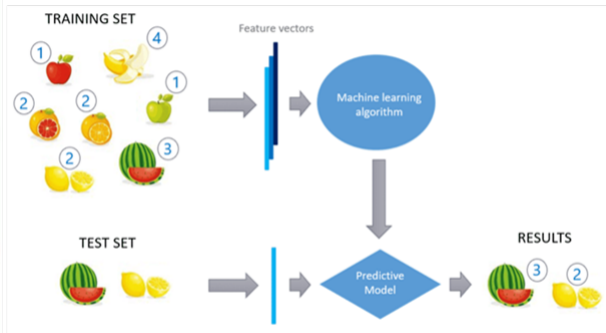 TRAINING SET
Feature vectors
1
4
1
2
2
2
3
Machine learning
algorithm
TEST SET
Predictive
Model
RESULTS
3
2